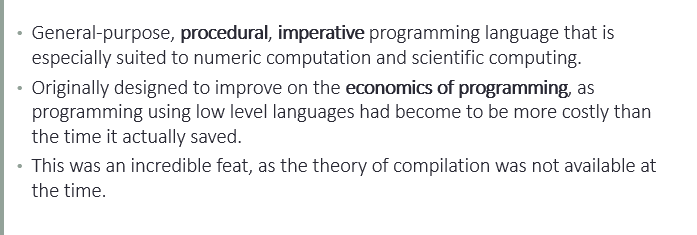 • General-purpose, procedural, imperative programming language that is
especially suited to numeric computation and scientific computing.
• Originally designed to improve on the economics of programming, as
programming using low level languages had become to be more costly than
the time it actually saved.
• This was an incredible feat, as the theory of compilation was not available at
the time.